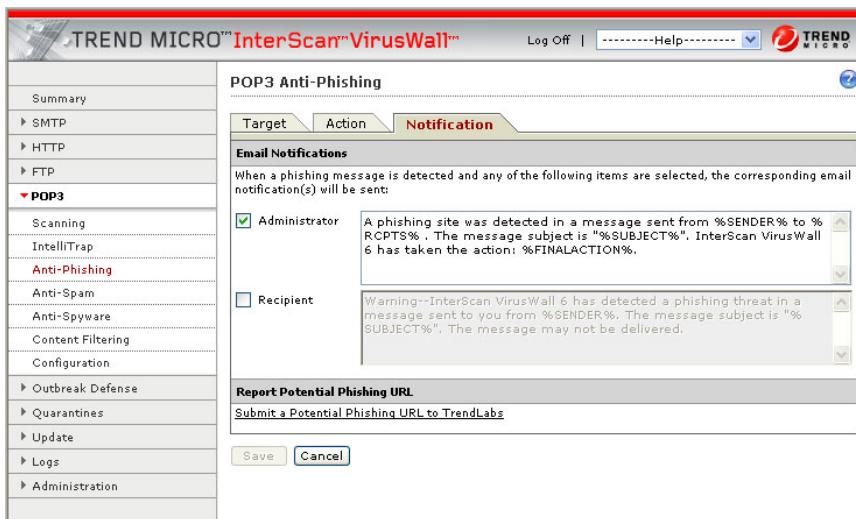 TREND MICRO™ InterScan™ VirusWall™
Log Off | ---------Help---------
TREND MICRO
Summary
SMTP
HTTP
FTP
POP3
Scanning
IntelliTrap
Anti-Phishing
Anti-Spam
Anti-Spyware
Content Filtering
Configuration
Outbreak Defense
Quarantines
Update
Logs
Administration
POP3 Anti-Phishing
?
Target
Action
Notification
Email Notifications
When a phishing message is detected and any of the following items are selected, the corresponding email
notification(s) will be sent:
Administrator
A phishing site was detected in a message sent from %SENDER% to %
RCPTS% . The message subject is "%SUBJECT%". InterScan VirusWall
6 has taken the action: %FINALACTION%.
Recipient
Warning--InterScan VirusWall 6 has detected a phishing threat in a
message sent to you from %SENDER%. The message subject is "%
SUBJECT%". The message may not be delivered.
Report Potential Phishing URL
Submit a Potential Phishing URL to TrendLabs
Save
Cancel